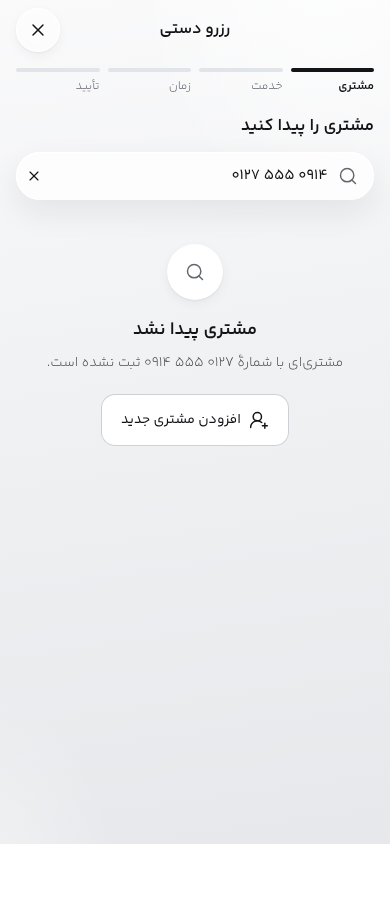 رزرو دستی
مشتری
خدمت
زمان
تأیید
مشتری را پیدا کنید
۰۹۱۴ ۵۵۵ ۰۱۲۷
مشتری پیدا نشد
مشتری‌ای با شمارهٔ ۰۱۲۷ ۵۵۵ ۰۹۱۴ ثبت نشده است.
افزودن مشتری جدید